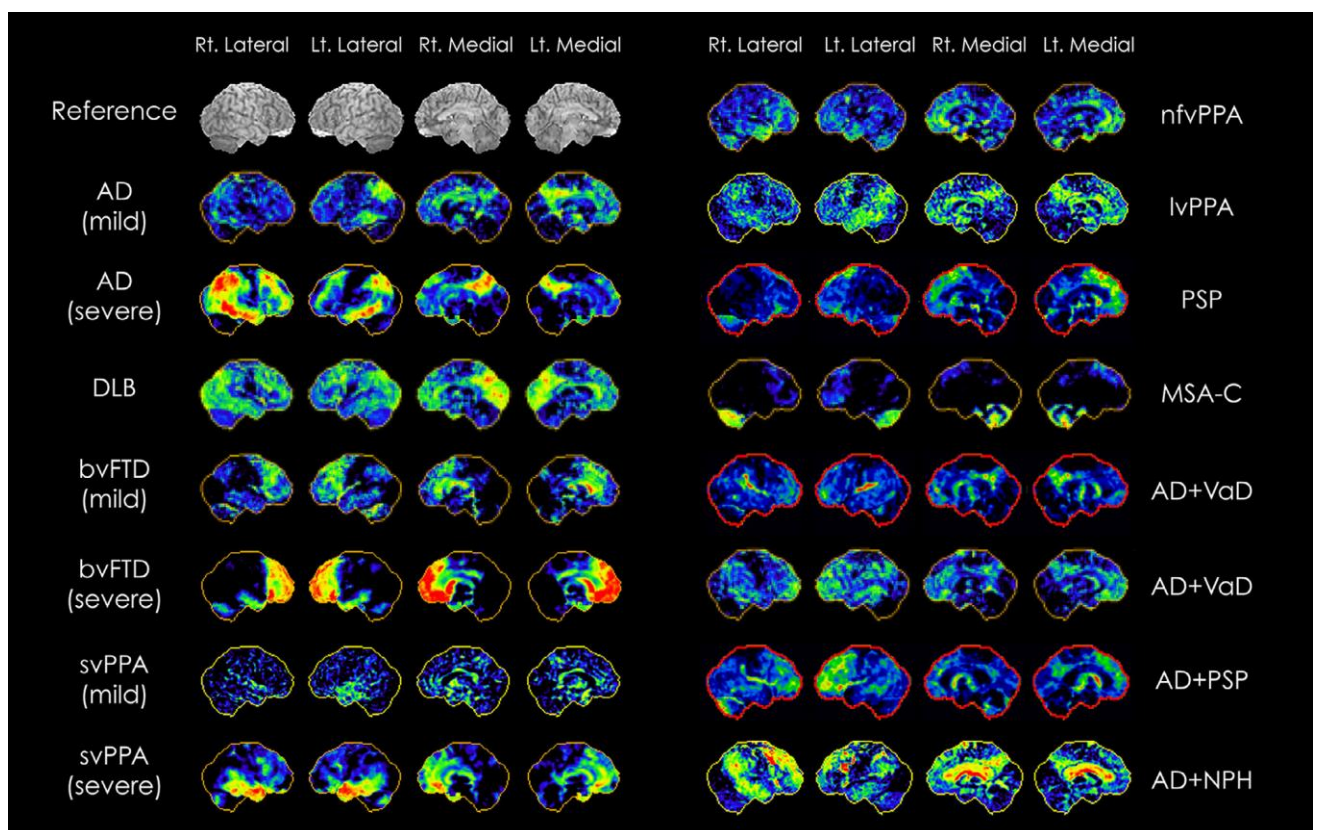 Rt. Lateral Lt. Lateral Rt. Medial Lt. Medial
Reference
AD
(mild)
AD
(severe)
DLB
bvFTD
(mild)
bvFTD
(severe)
svPPA
(mild)
svPPA
(severe)
Rt. Lateral Lt. Lateral Rt. Medial Lt. Medial
nfvPPA
lvPPA
PSP
MSA-C
AD+VaD
AD+VaD
AD+PSP
AD+NPH